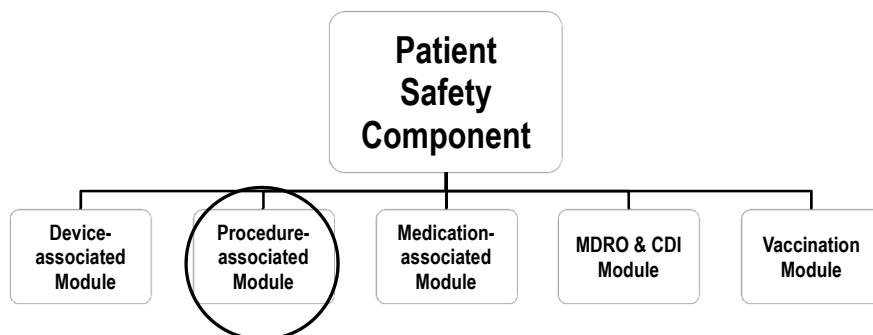 Patient
Safety
Component
Device-
associated
Module
Procedure-
associated
Module
Medication-
associated
Module
MDRO & CDI
Module
Vaccination
Module